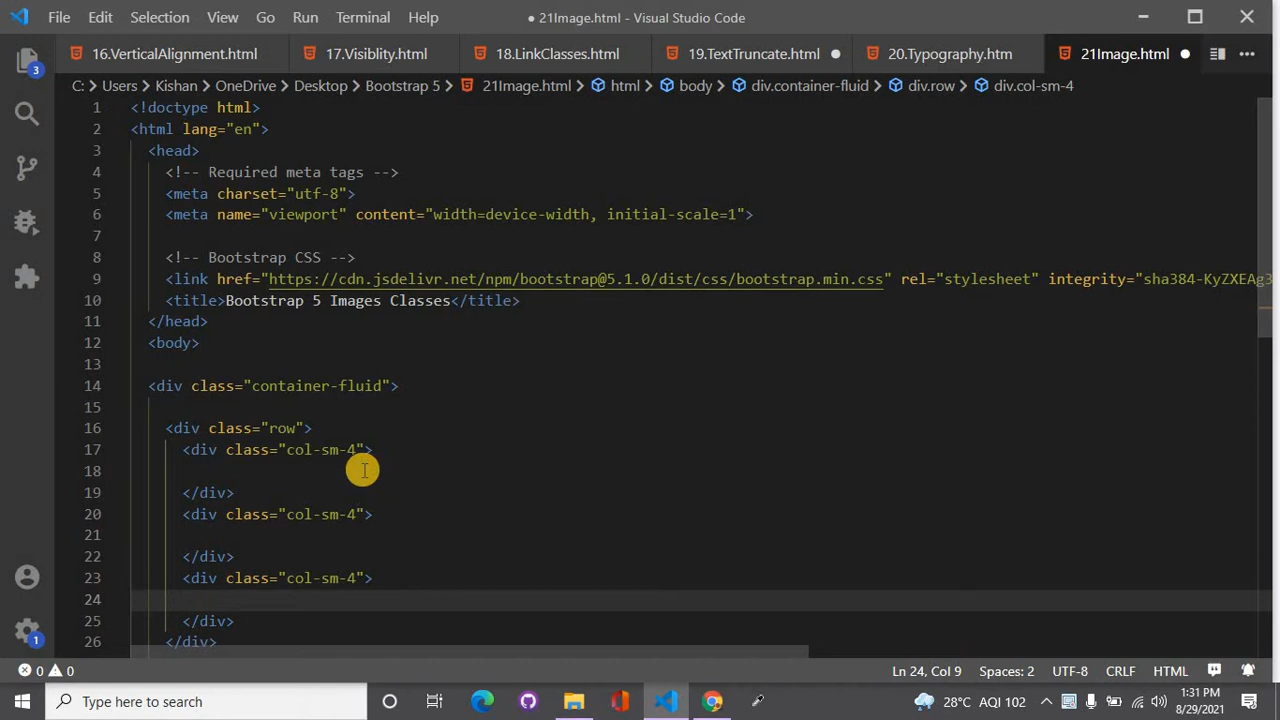 File Edit Selection View Go Run Terminal Help
● 21Image.html - Visual Studio Code
16.VerticalAlignment.html 17.Visiblity.html 18.LinkClasses.html 19.TextTruncate.html 20.Typography.htm 21Image.html
C: > Users > Kishan > OneDrive > Desktop > Bootstrap 5 > 21Image.html > html > body > div.container-fluid > div.row > div.col-sm-4
3
1 <!doctype html>
2 <html lang="en">
3 <head>
4 <!-- Required meta tags -->
5 <meta charset="utf-8">
6 <meta name="viewport" content="width=device-width, initial-scale=1">
7
8 <!-- Bootstrap CSS -->
9 <link href="https://cdn.jsdelivr.net/npm/bootstrap@5.1.0/dist/css/bootstrap.min.css" rel="stylesheet" integrity="sha384-KyZXEAg3
10 <title>Bootstrap 5 Images Classes</title>
11 </head>
12 <body>
13
14 <div class="container-fluid">
15
16 <div class="row">
17 <div class="col-sm-4">
18
19 </div>
20 <div class="col-sm-4">
21
22 </div>
23 <div class="col-sm-4">
24
25 </div>
26 </div>
1
0 0 Ln 24, Col 9 Spaces: 2 UTF-8 CRLF HTML
Type here to search 28°C AQI 102 1:31 PM
8/29/2021